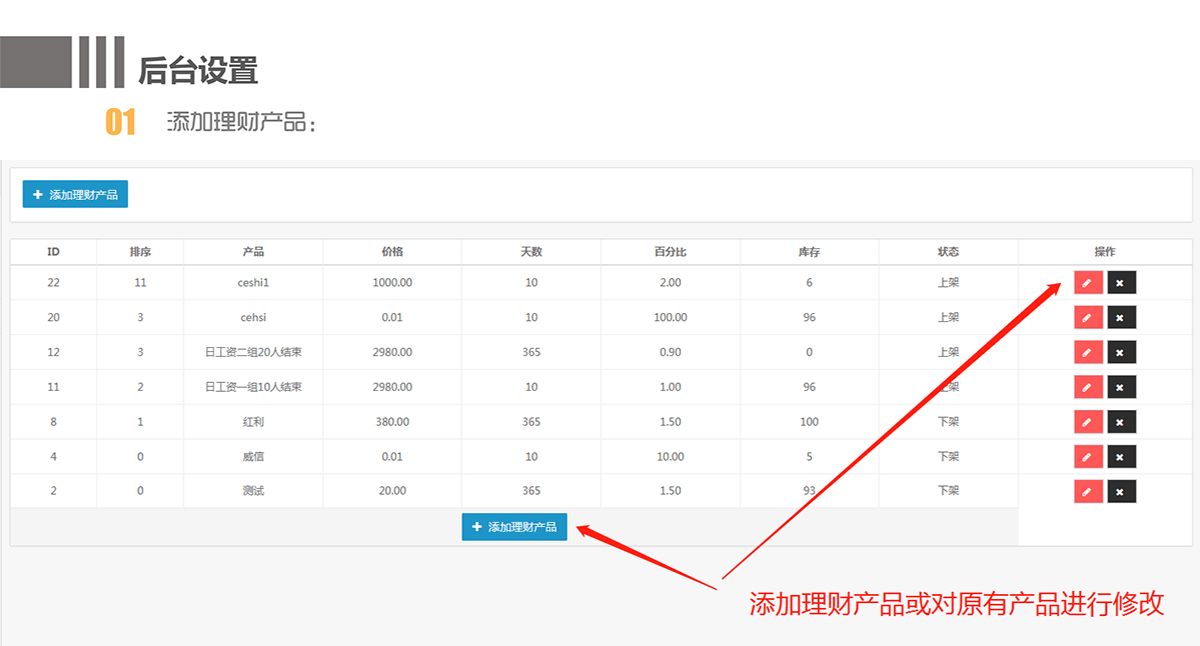 后台设置
01 添加理财产品：
添加理财产品
ID 排序 产品 价格 天数 百分比 库存 状态 操作
22 11 ceshi1 1000.00 10 2.00 6 上架
20 3 cehsi 0.01 10 100.00 96 上架
12 3 日工资二组20人结束 2980.00 365 0.90 0 上架
11 2 日工资一组10人结束 2980.00 10 1.00 96 上架
8 1 红利 380.00 365 1.50 100 下架
4 0 威信 0.01 10 10.00 5 下架
2 0 测试 20.00 365 1.50 93 下架
添加理财产品
添加理财产品或对原有产品进行修改